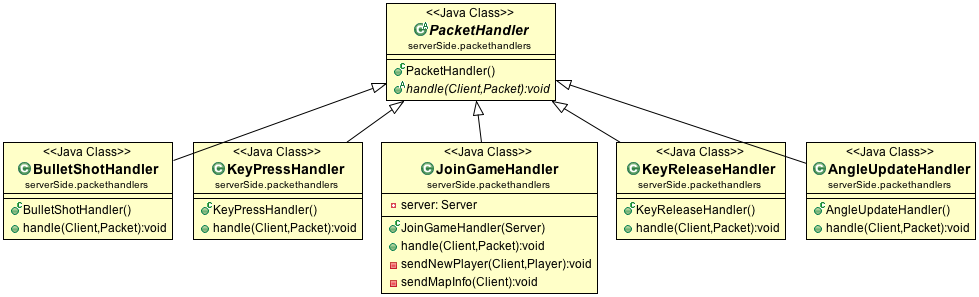 <<Java Class>>
PacketHandler
serverSide.packethandlers
PacketHandler()
handle(Client,Packet):void
<<Java Class>>
BulletShotHandler
serverSide.packethandlers
BulletShotHandler()
handle(Client,Packet):void
<<Java Class>>
KeyPressHandler
serverSide.packethandlers
KeyPressHandler()
handle(Client,Packet):void
<<Java Class>>
JoinGameHandler
serverSide.packethandlers
server: Server
JoinGameHandler(Server)
handle(Client,Packet):void
sendNewPlayer(Client,Player):void
sendMapInfo(Client):void
<<Java Class>>
KeyReleaseHandler
serverSide.packethandlers
KeyReleaseHandler()
handle(Client,Packet):void
<<Java Class>>
AngleUpdateHandler
serverSide.packethandlers
AngleUpdateHandler()
handle(Client,Packet):void